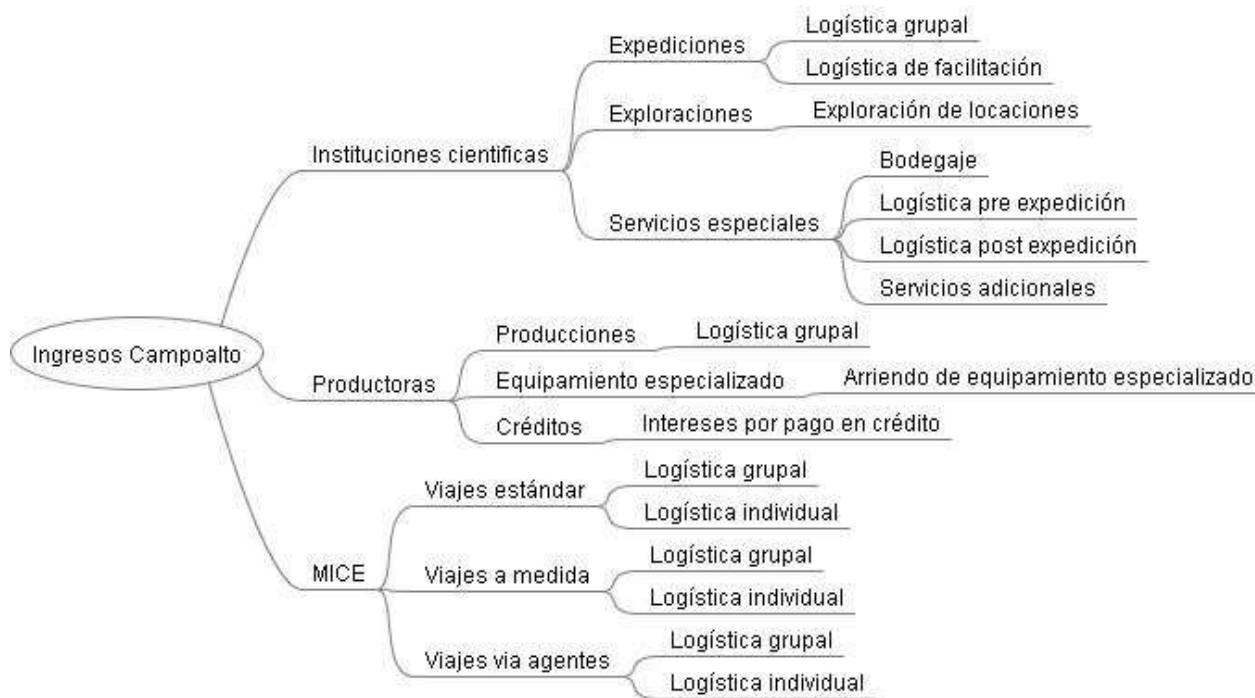 Ingresos Campoalto
Instituciones cientificas
Expediciones
Logística grupal
Logística de facilitación
Exploraciones
Exploración de locaciones
Servicios especiales
Bodegaje
Logística pre expedición
Logística post expedición
Servicios adicionales
Productoras
Producciones
Logística grupal
Equipamiento especializado
Arriendo de equipamiento especializado
Créditos
Intereses por pago en crédito
MICE
Viajes estándar
Logística grupal
Logística individual
Viajes a medida
Logística grupal
Logística individual
Viajes via agentes
Logística grupal
Logística individual